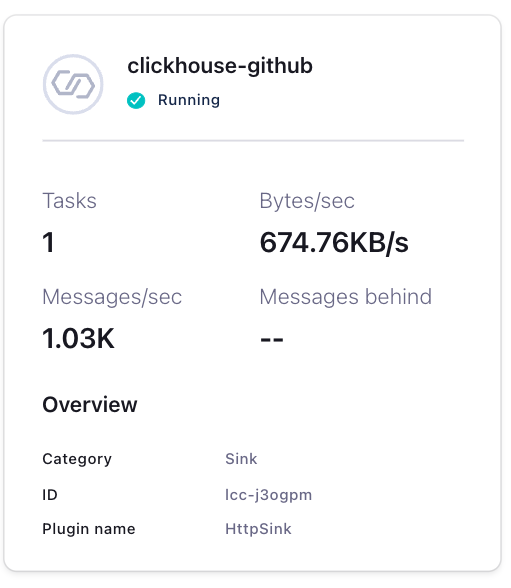 clickhouse-github
Running
Tasks
Bytes/sec
1
674.76KB/s
Messages/sec
Messages behind
1.03K
--
Overview
Category Sink
ID lcc-j3ogpm
Plugin name HttpSink